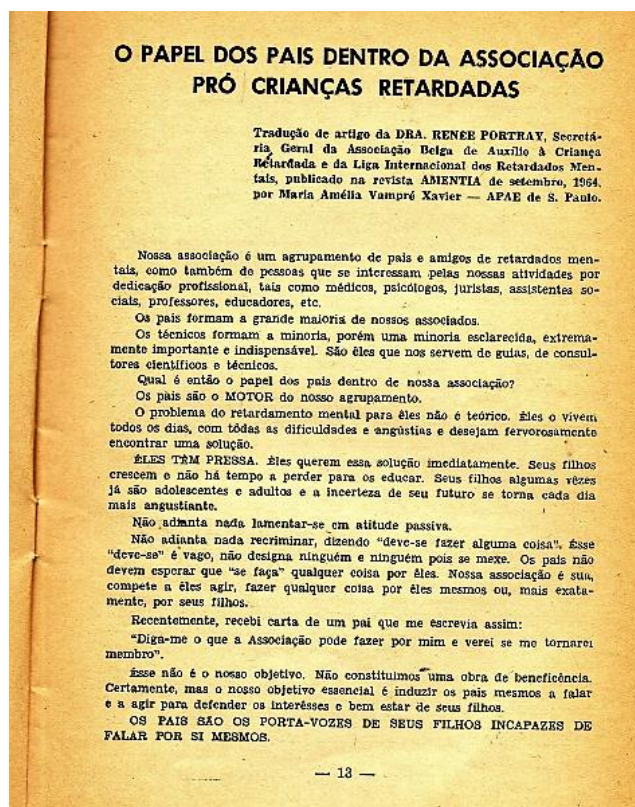 O PAPEL DOS PAIS DENTRO DA ASSOCIAÇÃO
PRÓ CRIANÇAS RETARDADAS
Tradução de artigo da DRA. RENEE PORTRAY, Secretá-
ria Geral da Associação Belga de Auxílio à Criança
Retardada e da Liga Internacional dos Retardados Men-
tais, publicado na revista AMENTIA de setembro, 1964,
por Maria Amélia Vampré Xavier — APAE de S. Paulo.
Nossa associação é um agrupamento de pais e amigos de retardados men-
tais, como também de pessoas que se interessam pelas nossas atividades por
dedicação profissional, tais como médicos, psicólogos, juristas, assistentes so-
ciais, professores, educadores, etc.
Os pais formam a grande maioria de nossos associados.
Os técnicos formam a minoria, porém uma minoria esclarecida, extrema-
mente importante e indispensável. São êles que nos servem de guias, de consul-
tores científicos e técnicos.
Qual é então o papel dos pais dentro de nossa associação?
Os pais são o MOTOR do nosso agrupamento.
O problema do retardamento mental para êles não é teórico. Êles o vivem
todos os dias, com tôdas as dificuldades e angústias e desejam fervorosamente
encontrar uma solução.
ÊLES TÊM PRESSA. Êles querem essa solução imediatamente. Seus filhos
crescem e não há tempo a perder para os educar. Seus filhos algumas vêzes
já são adolescentes e adultos e a incerteza de seu futuro se torna cada dia
mais angustiante.
Não adianta nada lamentar-se em atitude passiva.
Não adianta nada recriminar, dizendo "deve-se fazer alguma coisa". Êsse
"deve-se" é vago, não designa ninguém e ninguém pois se mexe. Os pais não
devem esperar que "se faça" qualquer coisa por êles. Nossa associação é sua,
compete a êles agir, fazer qualquer coisa por êles mesmos ou, mais exata-
mente, por seus filhos.
Recentemente, recebi carta de um pai que me escrevia assim:
"Diga-me o que a Associação pode fazer por mim e verei se me tornarei
membro".
Êsse não é o nosso objetivo. Não constituimos uma obra de beneficência.
Certamente, mas o nosso objetivo essencial é induzir os pais mesmos a falar
e a agir para defender os interêsses e bem estar de seus filhos.
OS PAIS SÃO OS PORTA-VOZES DE SEUS FILHOS INCAPAZES DE
FALAR POR SI MESMOS.
— 13 —